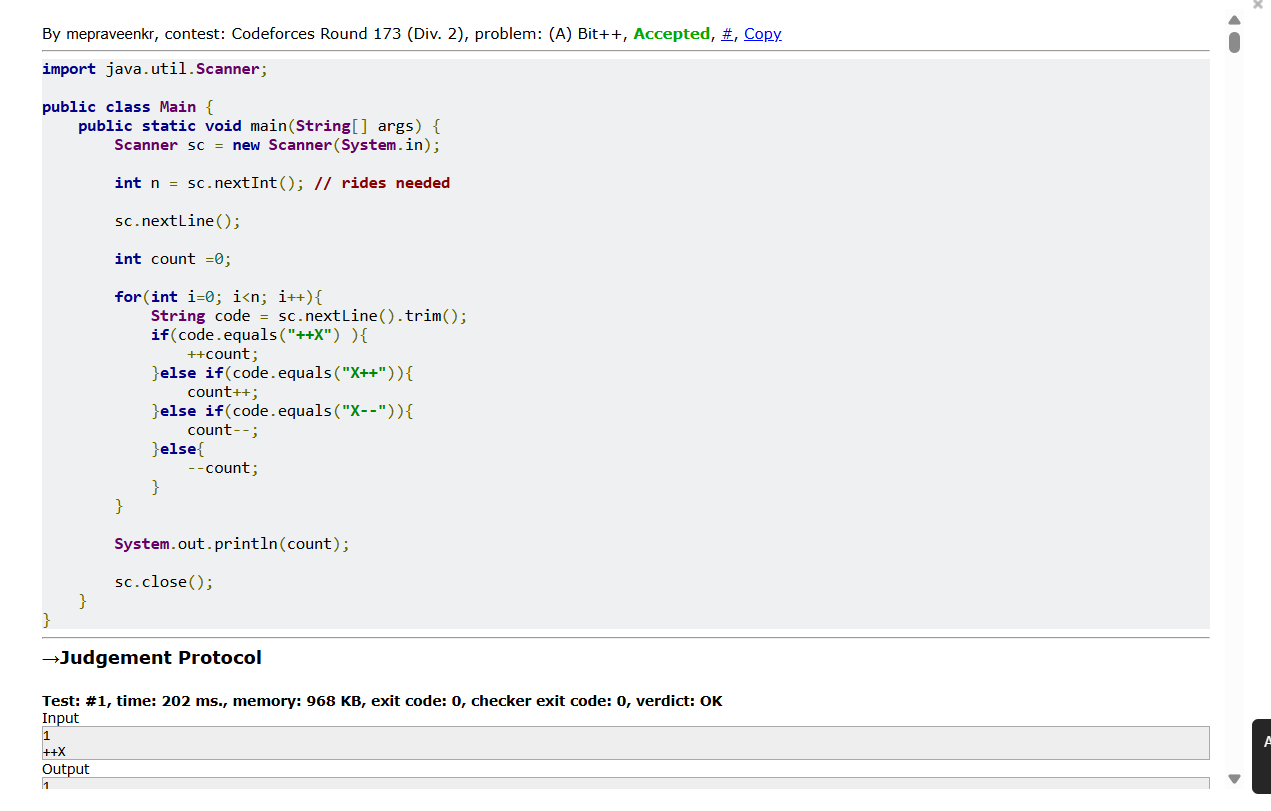 By mepraveenkr, contest: Codeforces Round 173 (Div. 2), problem: (A) Bit++, Accepted, #, Copy
import java.util.Scanner;
public class Main {
    public static void main(String[] args) {
        Scanner sc = new Scanner(System.in);
        int n = sc.nextInt(); // rides needed
        sc.nextLine();
        int count =0;
        for(int i=0; i<n; i++){
            String code = sc.nextLine().trim();
            if(code.equals("++X") ){
                ++count;
            }else if(code.equals("X++")){
                count++;
            }else if(code.equals("X--")){
                count--;
            }else{
                --count;
            }
        }
        System.out.println(count);
        sc.close();
    }
}
→Judgement Protocol
Test: #1, time: 202 ms., memory: 968 KB, exit code: 0, checker exit code: 0, verdict: OK
Input
1
++X
Output
1